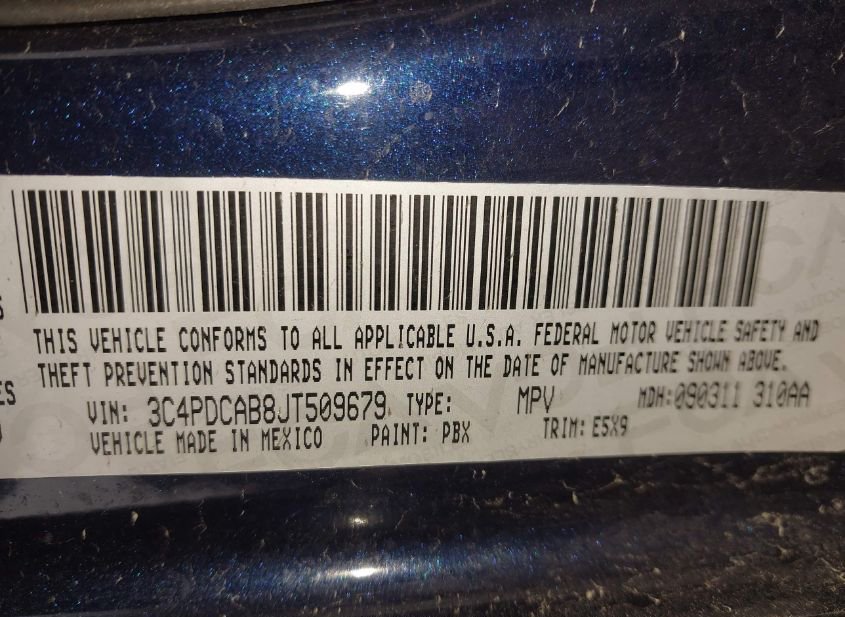 THIS VEHICLE CONFORMS TO ALL APPLICABLE U.S.A. FEDERAL MOTOR VEHICLE SAFETY AND
THEFT PREVENTION STANDARDS IN EFFECT ON THE DATE OF MANUFACTURE SHOWN ABOVE.
VIN: 3C4PDCAB8JT509679 TYPE: MPV MDH:090311 310AA
VEHICLE MADE IN MEXICO PAINT: PBX TRIM: E5X9